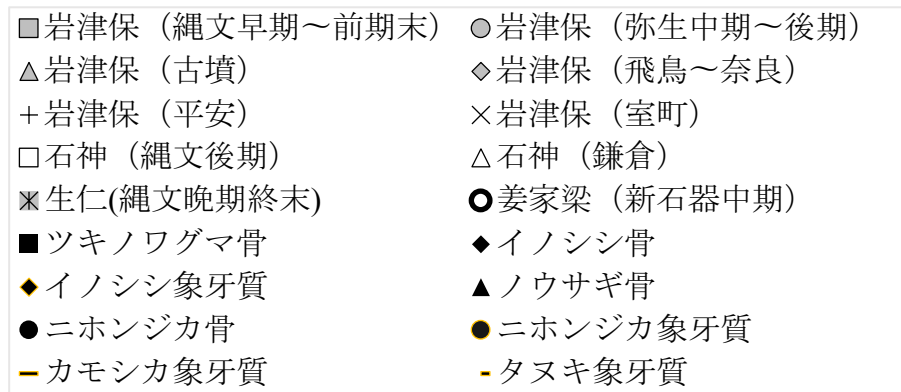 岩津保（縄文早期～前期末） 岩津保（弥生中期～後期）
岩津保（古墳） 岩津保（飛鳥～奈良）
岩津保（平安） 岩津保（室町）
石神（縄文後期） 石神（鎌倉）
生仁(縄文晩期終末) 姜家梁（新石器中期）
ツキノワグマ骨 イノシシ骨
イノシシ象牙質 ノウサギ骨
ニホンジカ骨 ニホンジカ象牙質
カモシカ象牙質 タヌキ象牙質